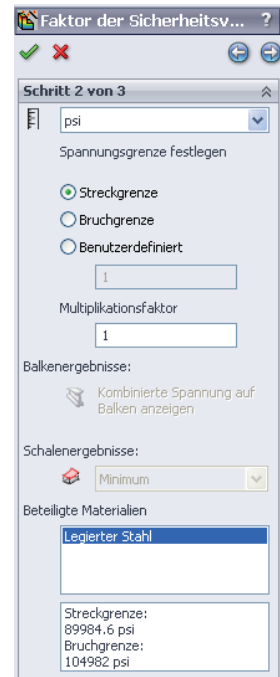 Faktor der Sicherheitsv... ?
Schritt 2 von 3
psi
Spannungsgrenze festlegen
Streckgrenze
Bruchgrenze
Benutzerdefiniert
1
Multiplikationsfaktor
1
Balkenergebnisse:
Kombinierte Spannung auf
Balken anzeigen
Schalenergebnisse:
Minimum
Beteiligte Materialien
Legierter Stahl
Streckgrenze:
89984.6 psi
Bruchgrenze:
104982 psi